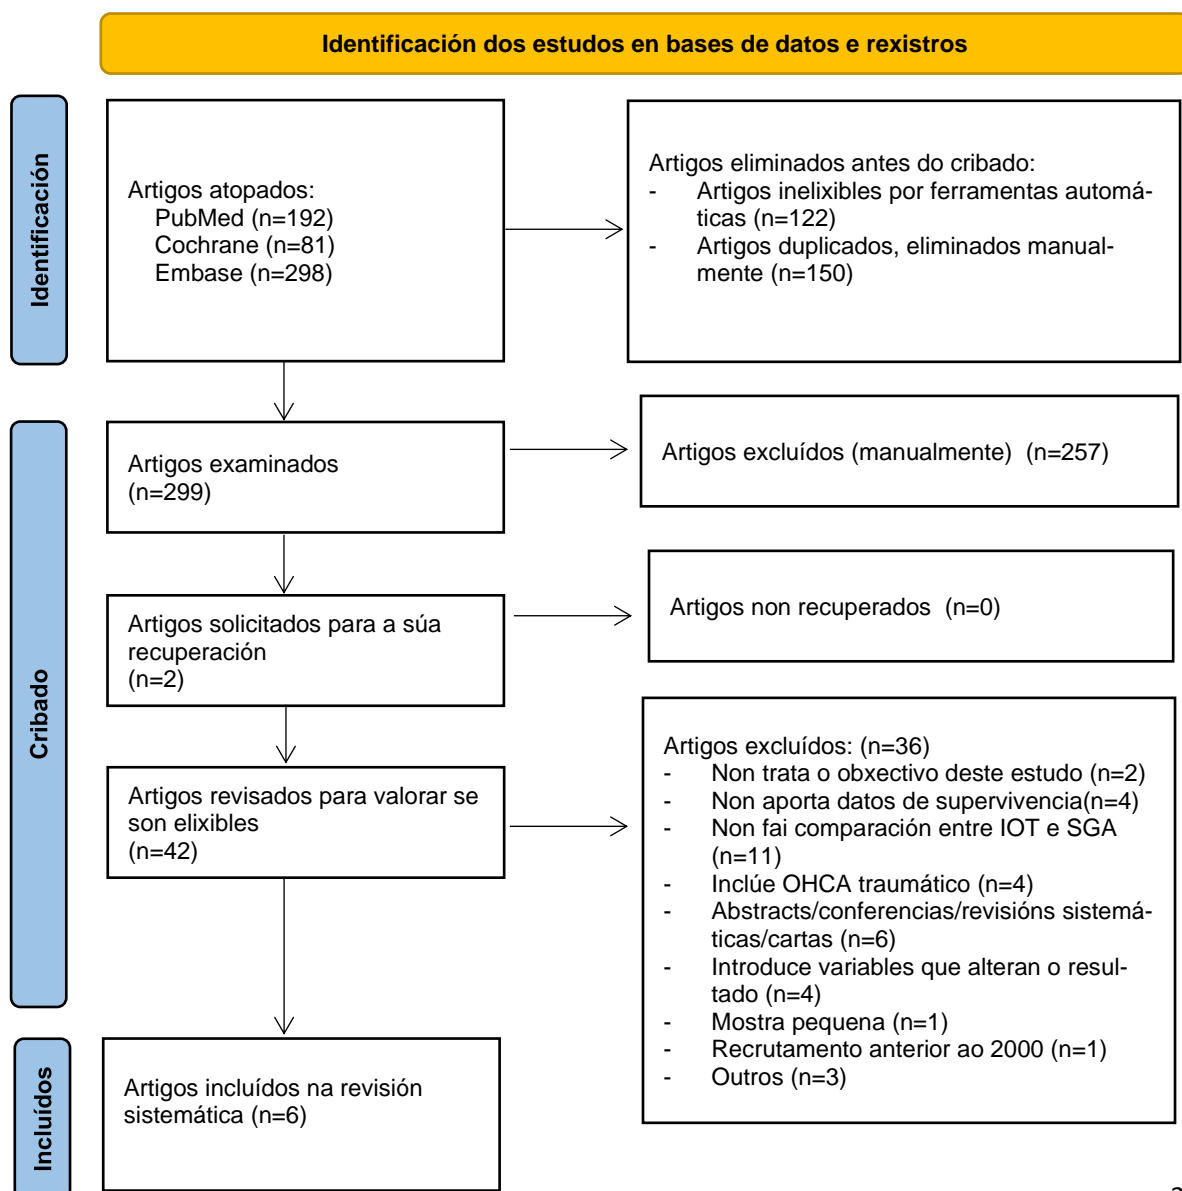 Identificación dos estudos en bases de datos e rexistros
Identificación
Artigos atopados:
PubMed (n=192)
Cochrane (n=81)
Embase (n=298)
Artigos eliminados antes do cribado:
- Artigos inelixibles por ferramentas automá-
ticas (n=122)
- Artigos duplicados, eliminados manual-
mente (n=150)
Cribado
Artigos examinados
(n=299)
Artigos excluídos (manualmente) (n=257)
Artigos solicitados para a súa
recuperación
(n=2)
Artigos non recuperados (n=0)
Artigos revisados para valorar se
son elixibles
(n=42)
Artigos excluídos: (n=36)
- Non trata o obxectivo deste estudo (n=2)
- Non aporta datos de supervivencia(n=4)
- Non fai comparación entre IOT e SGA
(n=11)
- Inclúe OHCA traumático (n=4)
- Abstracts/conferencias/revisións sistemá-
ticas/cartas (n=6)
- Introduce variables que alteran o resul-
tado (n=4)
- Mostra pequena (n=1)
- Recrutamento anterior ao 2000 (n=1)
- Outros (n=3)
Incluídos
Artigos incluídos na revisión
sistemática (n=6)